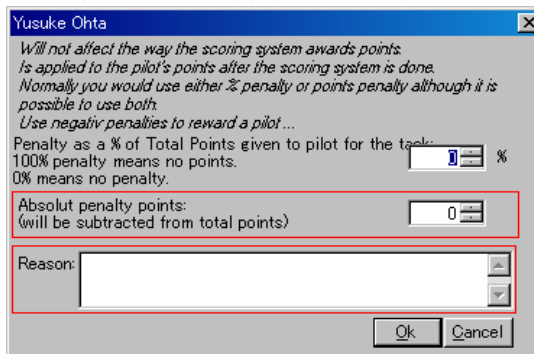 Yusuke Ohta
Will not affect the way the scoring system awards points.
Is applied to the pilot's points after the scoring system is done.
Normally you would use either % penalty or points penalty although it is
possible to use both.
Use negativ penalties to reward a pilot ...
Penalty as a % of Total Points given to pilot for the task:
100% penalty means no points.
0 %
0% means no penalty.
Absolut penalty points:
0
(will be subtracted from total points)
Reason:
Ok Cancel